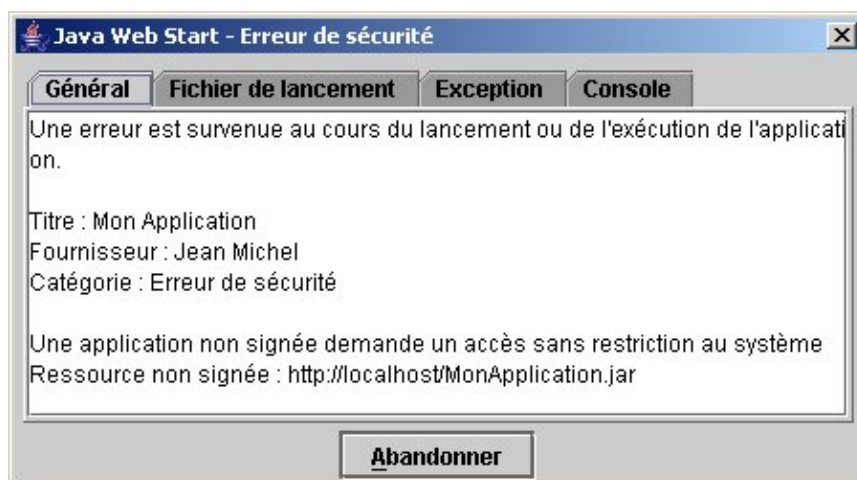 Java Web Start - Erreur de sécurité
Général Fichier de lancement Exception Console
Une erreur est survenue au cours du lancement ou de l'exécution de l'applicati
on.
Titre : Mon Application
Fournisseur : Jean Michel
Catégorie : Erreur de sécurité
Une application non signée demande un accès sans restriction au système
Ressource non signée : http://localhost/MonApplication.jar
Abandonner